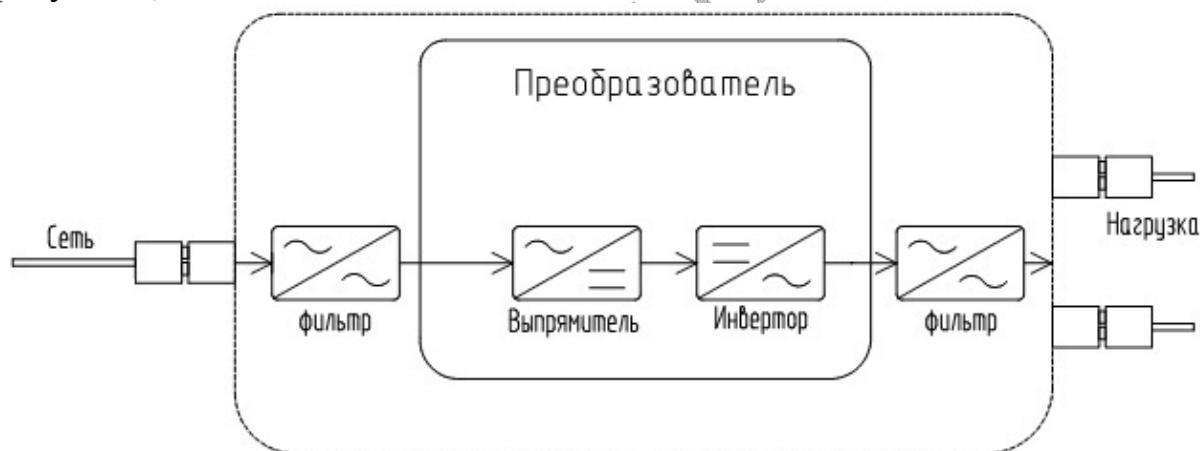 Преобразователь
Сеть
Нагрузка
фильтр
Выпрямитель
Инвертор
фильтр